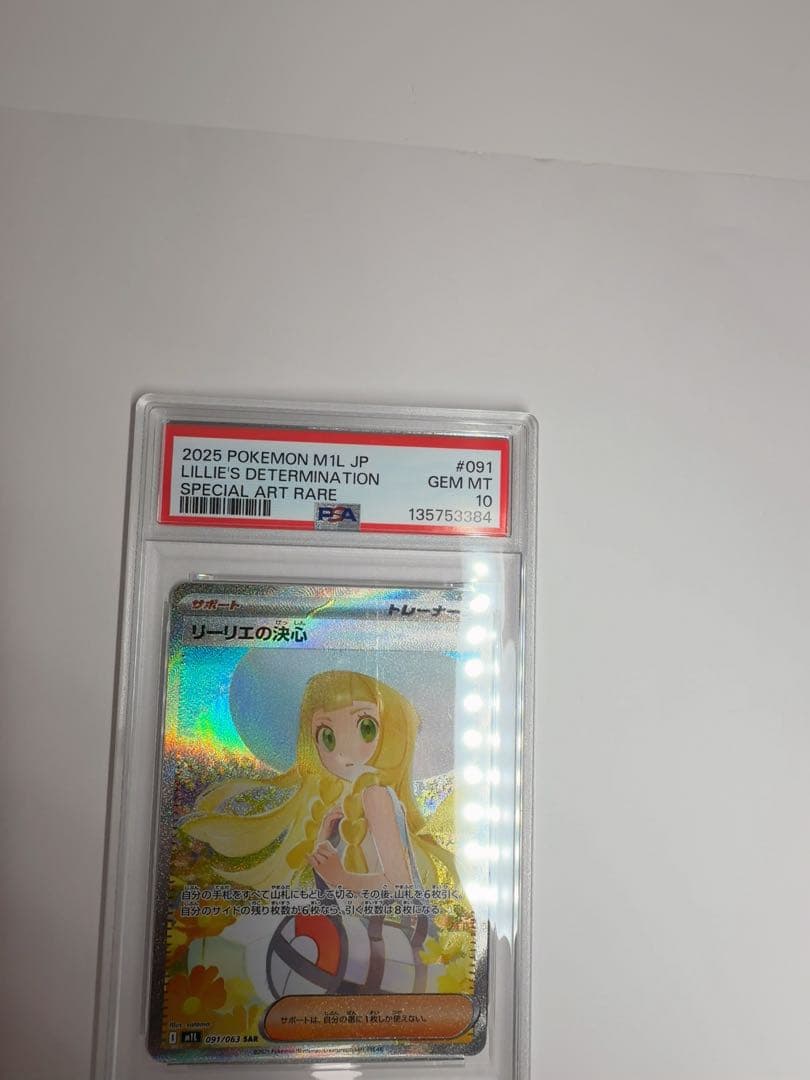 2025 POKEMON M1L JP #091
LILLIE'S DETERMINATION GEM MT
SPECIAL ART RARE 10
PSA 135753384
サポート トレーナー
リーリエの決心
自分の手札をすべて山札にもどして切る。その後、山札を6枚引く。
自分のサイドの残り枚数が6枚なら、引く枚数は8枚になる。
サポートは、自分の番に1枚しか使えない。
Illus. saino
I M1L 091/063 SAR